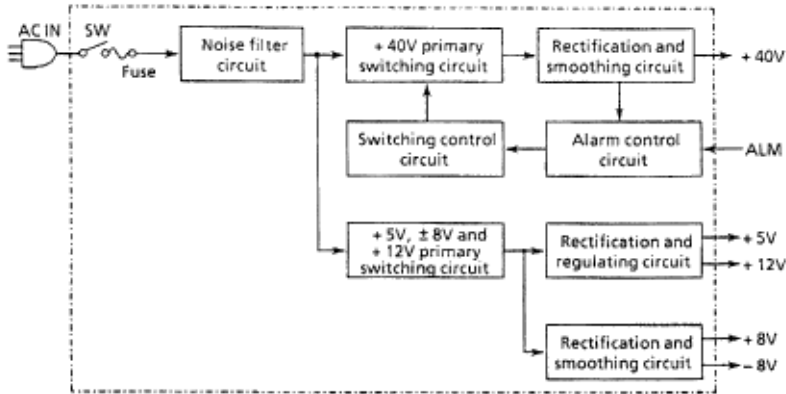 AC IN
SW
Fuse
Noise filter
circuit
+ 40V primary
switching circuit
Rectification and
smoothing circuit
+ 40V
Switching control
circuit
Alarm control
circuit
ALM
+ 5V, ± 8V and
+ 12V primary
switching circuit
Rectification and
regulating circuit
+ 5V
+ 12V
Rectification and
smoothing circuit
+ 8V
– 8V